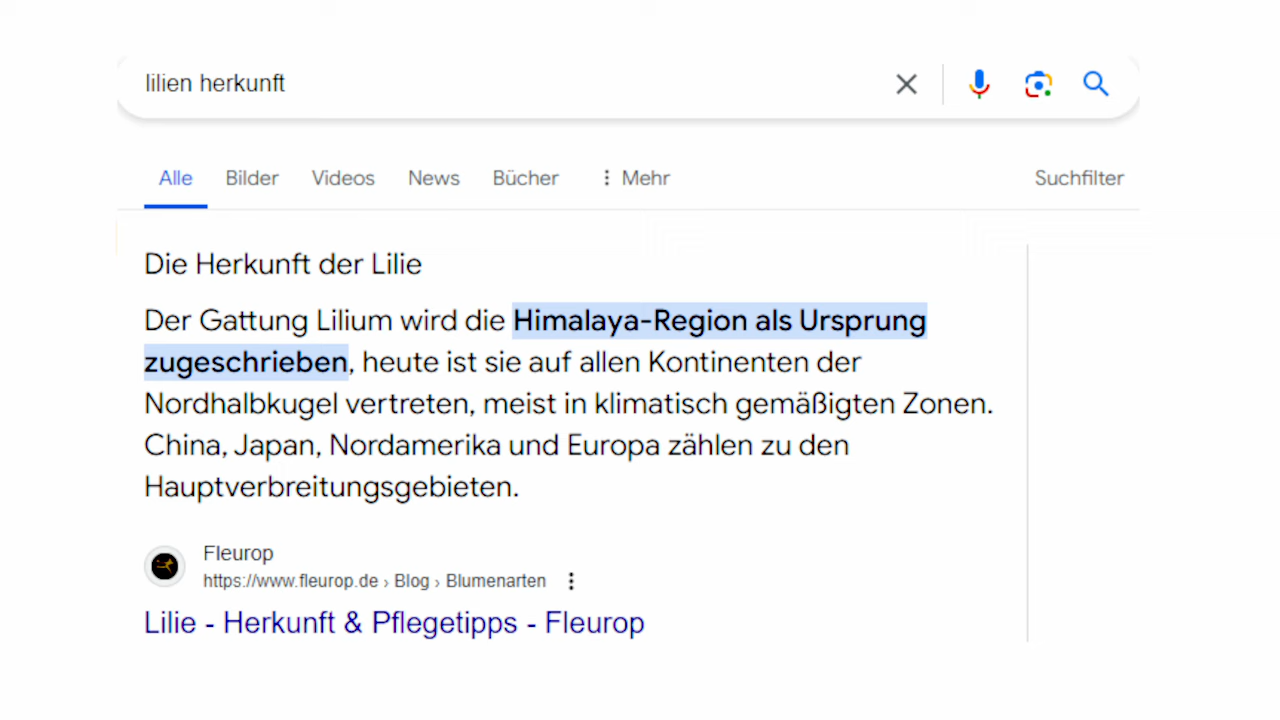 lilien herkunft
Alle Bilder Videos News Bücher Mehr Suchfilter
Die Herkunft der Lilie
Der Gattung Lilium wird die Himalaya-Region als Ursprung
zugeschrieben, heute ist sie auf allen Kontinenten der
Nordhalbkugel vertreten, meist in klimatisch gemäßigten Zonen.
China, Japan, Nordamerika und Europa zählen zu den
Hauptverbreitungsgebieten.
Fleurop
https://www.fleurop.de › Blog › Blumenarten
Lilie - Herkunft & Pflegetipps - Fleurop